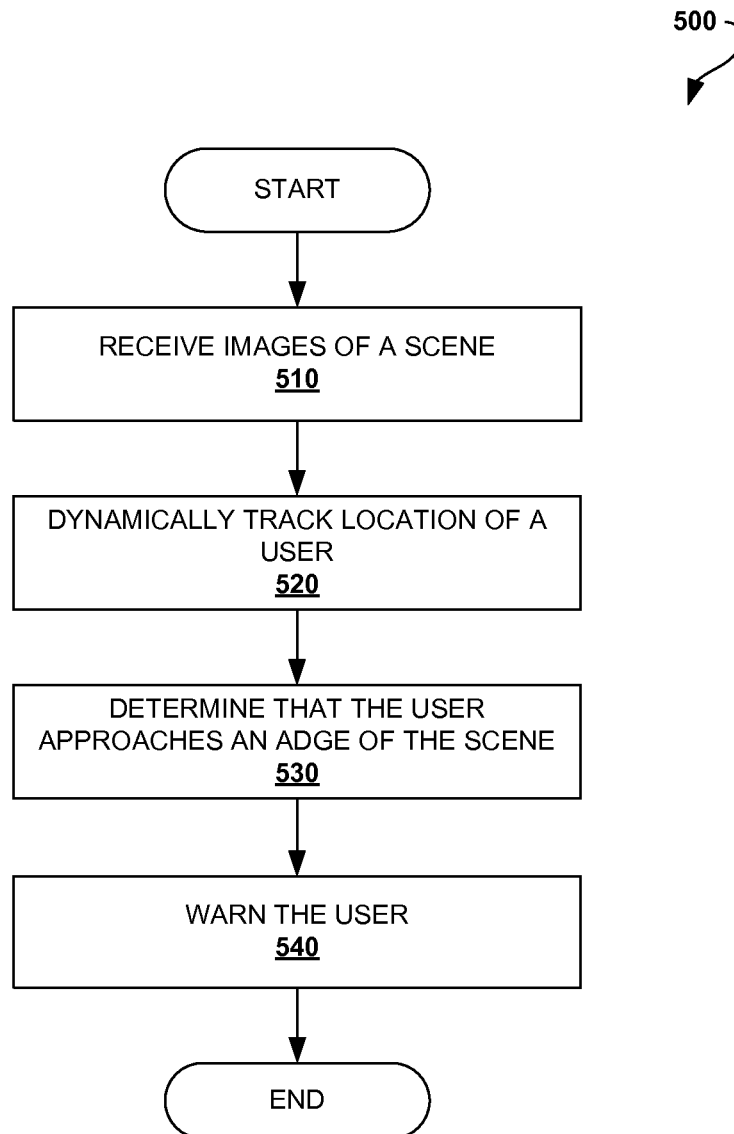 500
START
RECEIVE IMAGES OF A SCENE
510
DYNAMICALLY TRACK LOCATION OF A
USER
520
DETERMINE THAT THE USER
APPROACHES AN ADGE OF THE SCENE
530
WARN THE USER
540
END